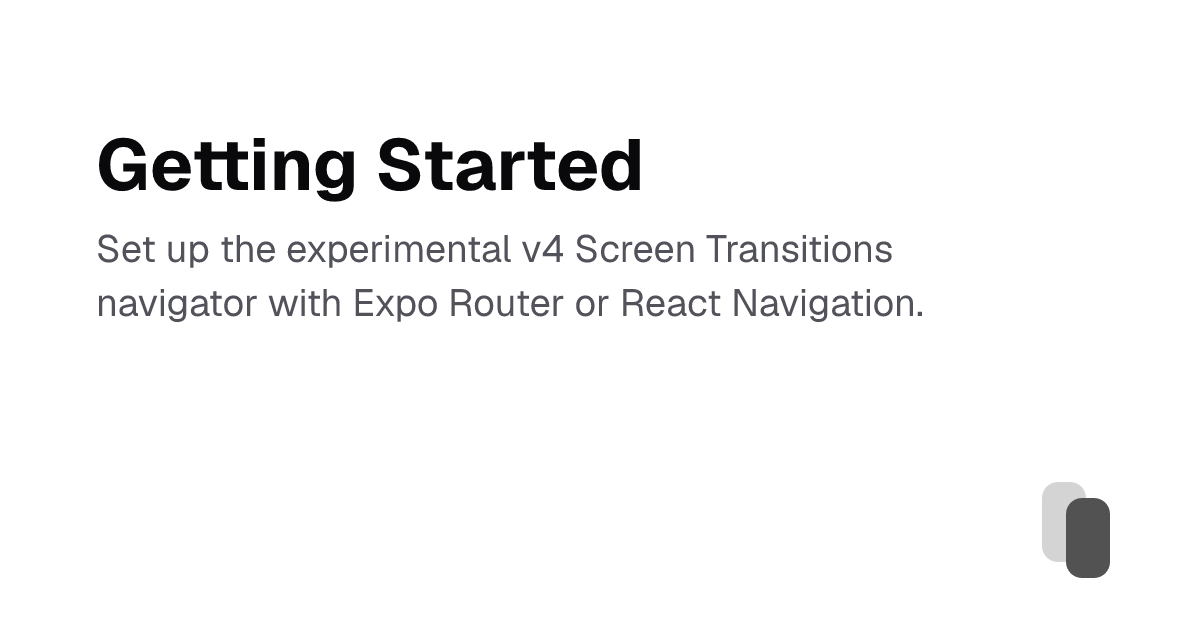 Getting Started
Set up the experimental v4 Screen Transitions
navigator with Expo Router or React Navigation.